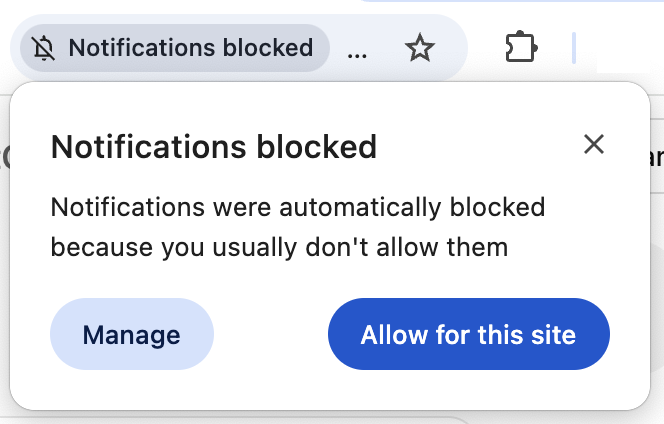 Notifications blocked ...
Notifications blocked
Notifications were automatically blocked
because you usually don't allow them
Manage
Allow for this site